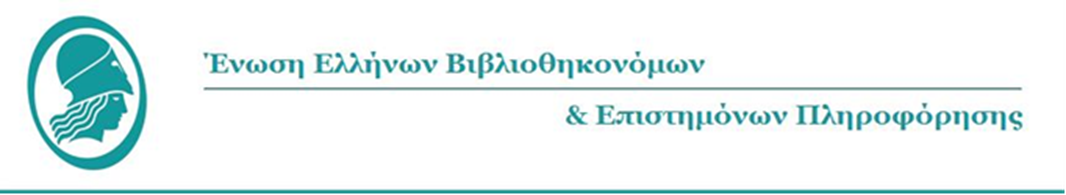 Ένωση Ελλήνων Βιβλιοθηκονόμων
& Επιστημόνων Πληροφόρησης